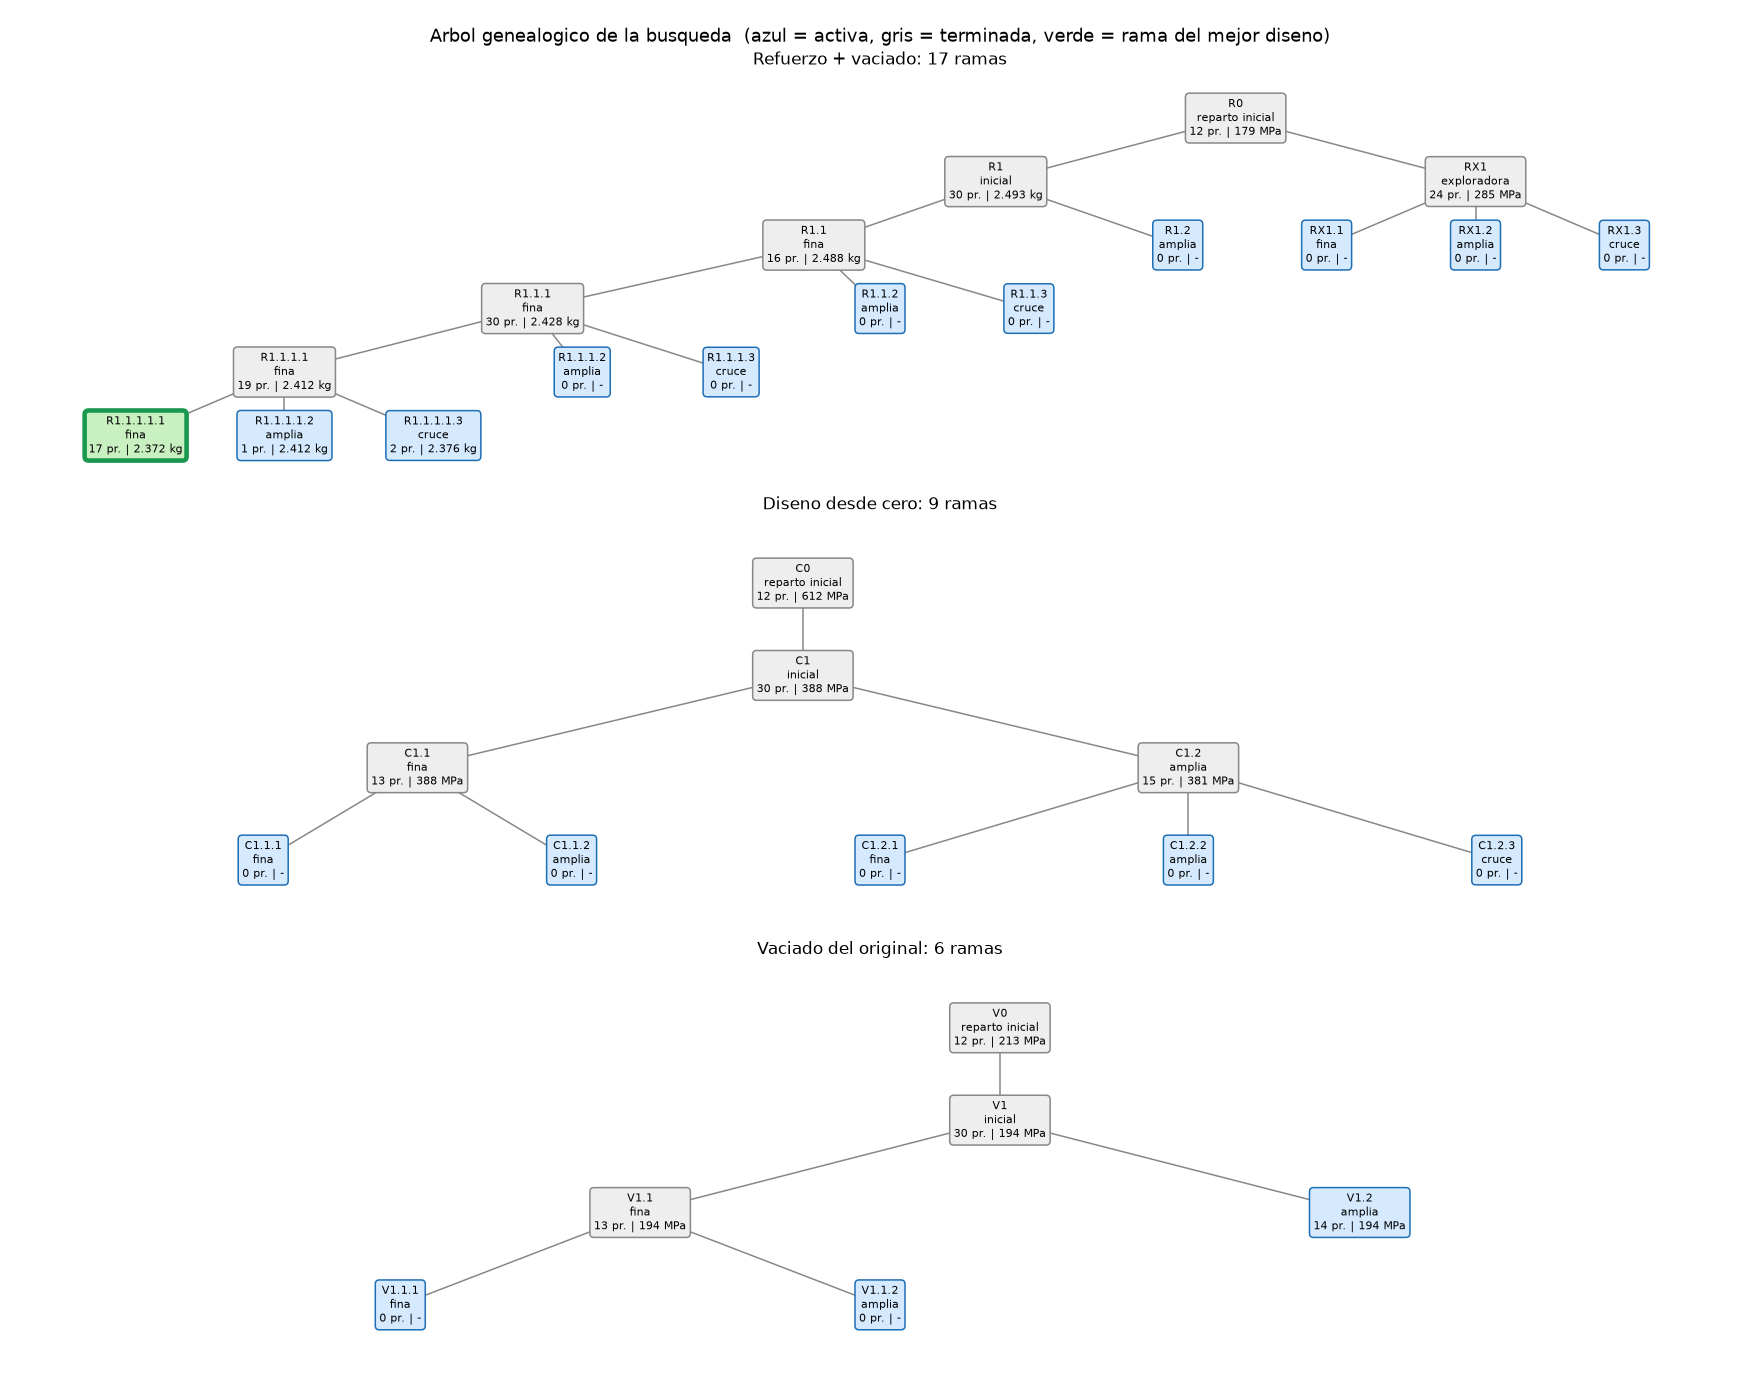 Arbol genealogico de la busqueda  (azul = activa, gris = terminada, verde = rama del mejor diseno)
Refuerzo + vaciado: 17 ramas
R0
reparto inicial
12 pr. | 179 MPa
R1
inicial
30 pr. | 2.493 kg
RX1
exploradora
24 pr. | 285 MPa
R1.1
fina
16 pr. | 2.488 kg
R1.2
amplia
0 pr. | -
RX1.1
fina
0 pr. | -
RX1.2
amplia
0 pr. | -
RX1.3
cruce
0 pr. | -
R1.1.1
fina
30 pr. | 2.428 kg
R1.1.2
amplia
0 pr. | -
R1.1.3
cruce
0 pr. | -
R1.1.1.1
fina
19 pr. | 2.412 kg
R1.1.1.2
amplia
0 pr. | -
R1.1.1.3
cruce
0 pr. | -
R1.1.1.1.1
fina
17 pr. | 2.372 kg
R1.1.1.1.2
amplia
1 pr. | 2.412 kg
R1.1.1.1.3
cruce
2 pr. | 2.376 kg
Diseno desde cero: 9 ramas
C0
reparto inicial
12 pr. | 612 MPa
C1
inicial
30 pr. | 388 MPa
C1.1
fina
13 pr. | 388 MPa
C1.2
amplia
15 pr. | 381 MPa
C1.1.1
fina
0 pr. | -
C1.1.2
amplia
0 pr. | -
C1.2.1
fina
0 pr. | -
C1.2.2
amplia
0 pr. | -
C1.2.3
cruce
0 pr. | -
Vaciado del original: 6 ramas
V0
reparto inicial
12 pr. | 213 MPa
V1
inicial
30 pr. | 194 MPa
V1.1
fina
13 pr. | 194 MPa
V1.2
amplia
14 pr. | 194 MPa
V1.1.1
fina
0 pr. | -
V1.1.2
amplia
0 pr. | -